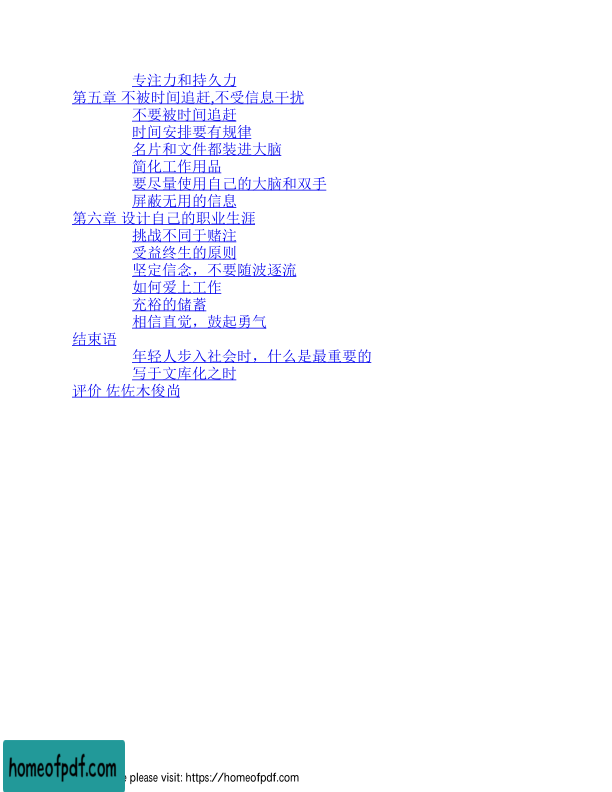 专注力和持久力
第五章 不被时间追赶,不受信息干扰
不要被时间追赶
时间安排要有规律
名片和文件都装进大脑
简化工作用品
要尽量使用自己的大脑和双手
屏蔽无用的信息
第六章 设计自己的职业生涯
挑战不同于赌注
受益终生的原则
坚定信念，不要随波逐流
如何爱上工作
充裕的储蓄
相信直觉，鼓起勇气
结束语
年轻人步入社会时，什么是最重要的
写于文库化之时
评价 佐佐木俊尚
homeofpdf.com
e please visit: https://homeofpdf.com